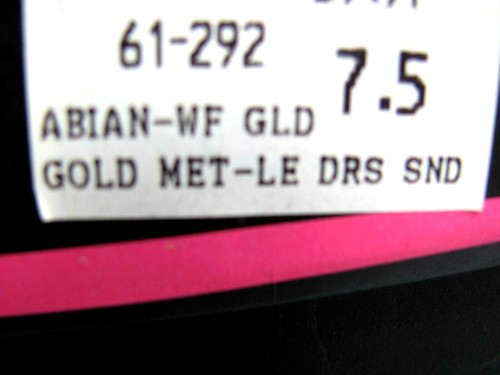 61-292
7.5
ABIAN-WF GLD
GOLD MET-LE DRS SND